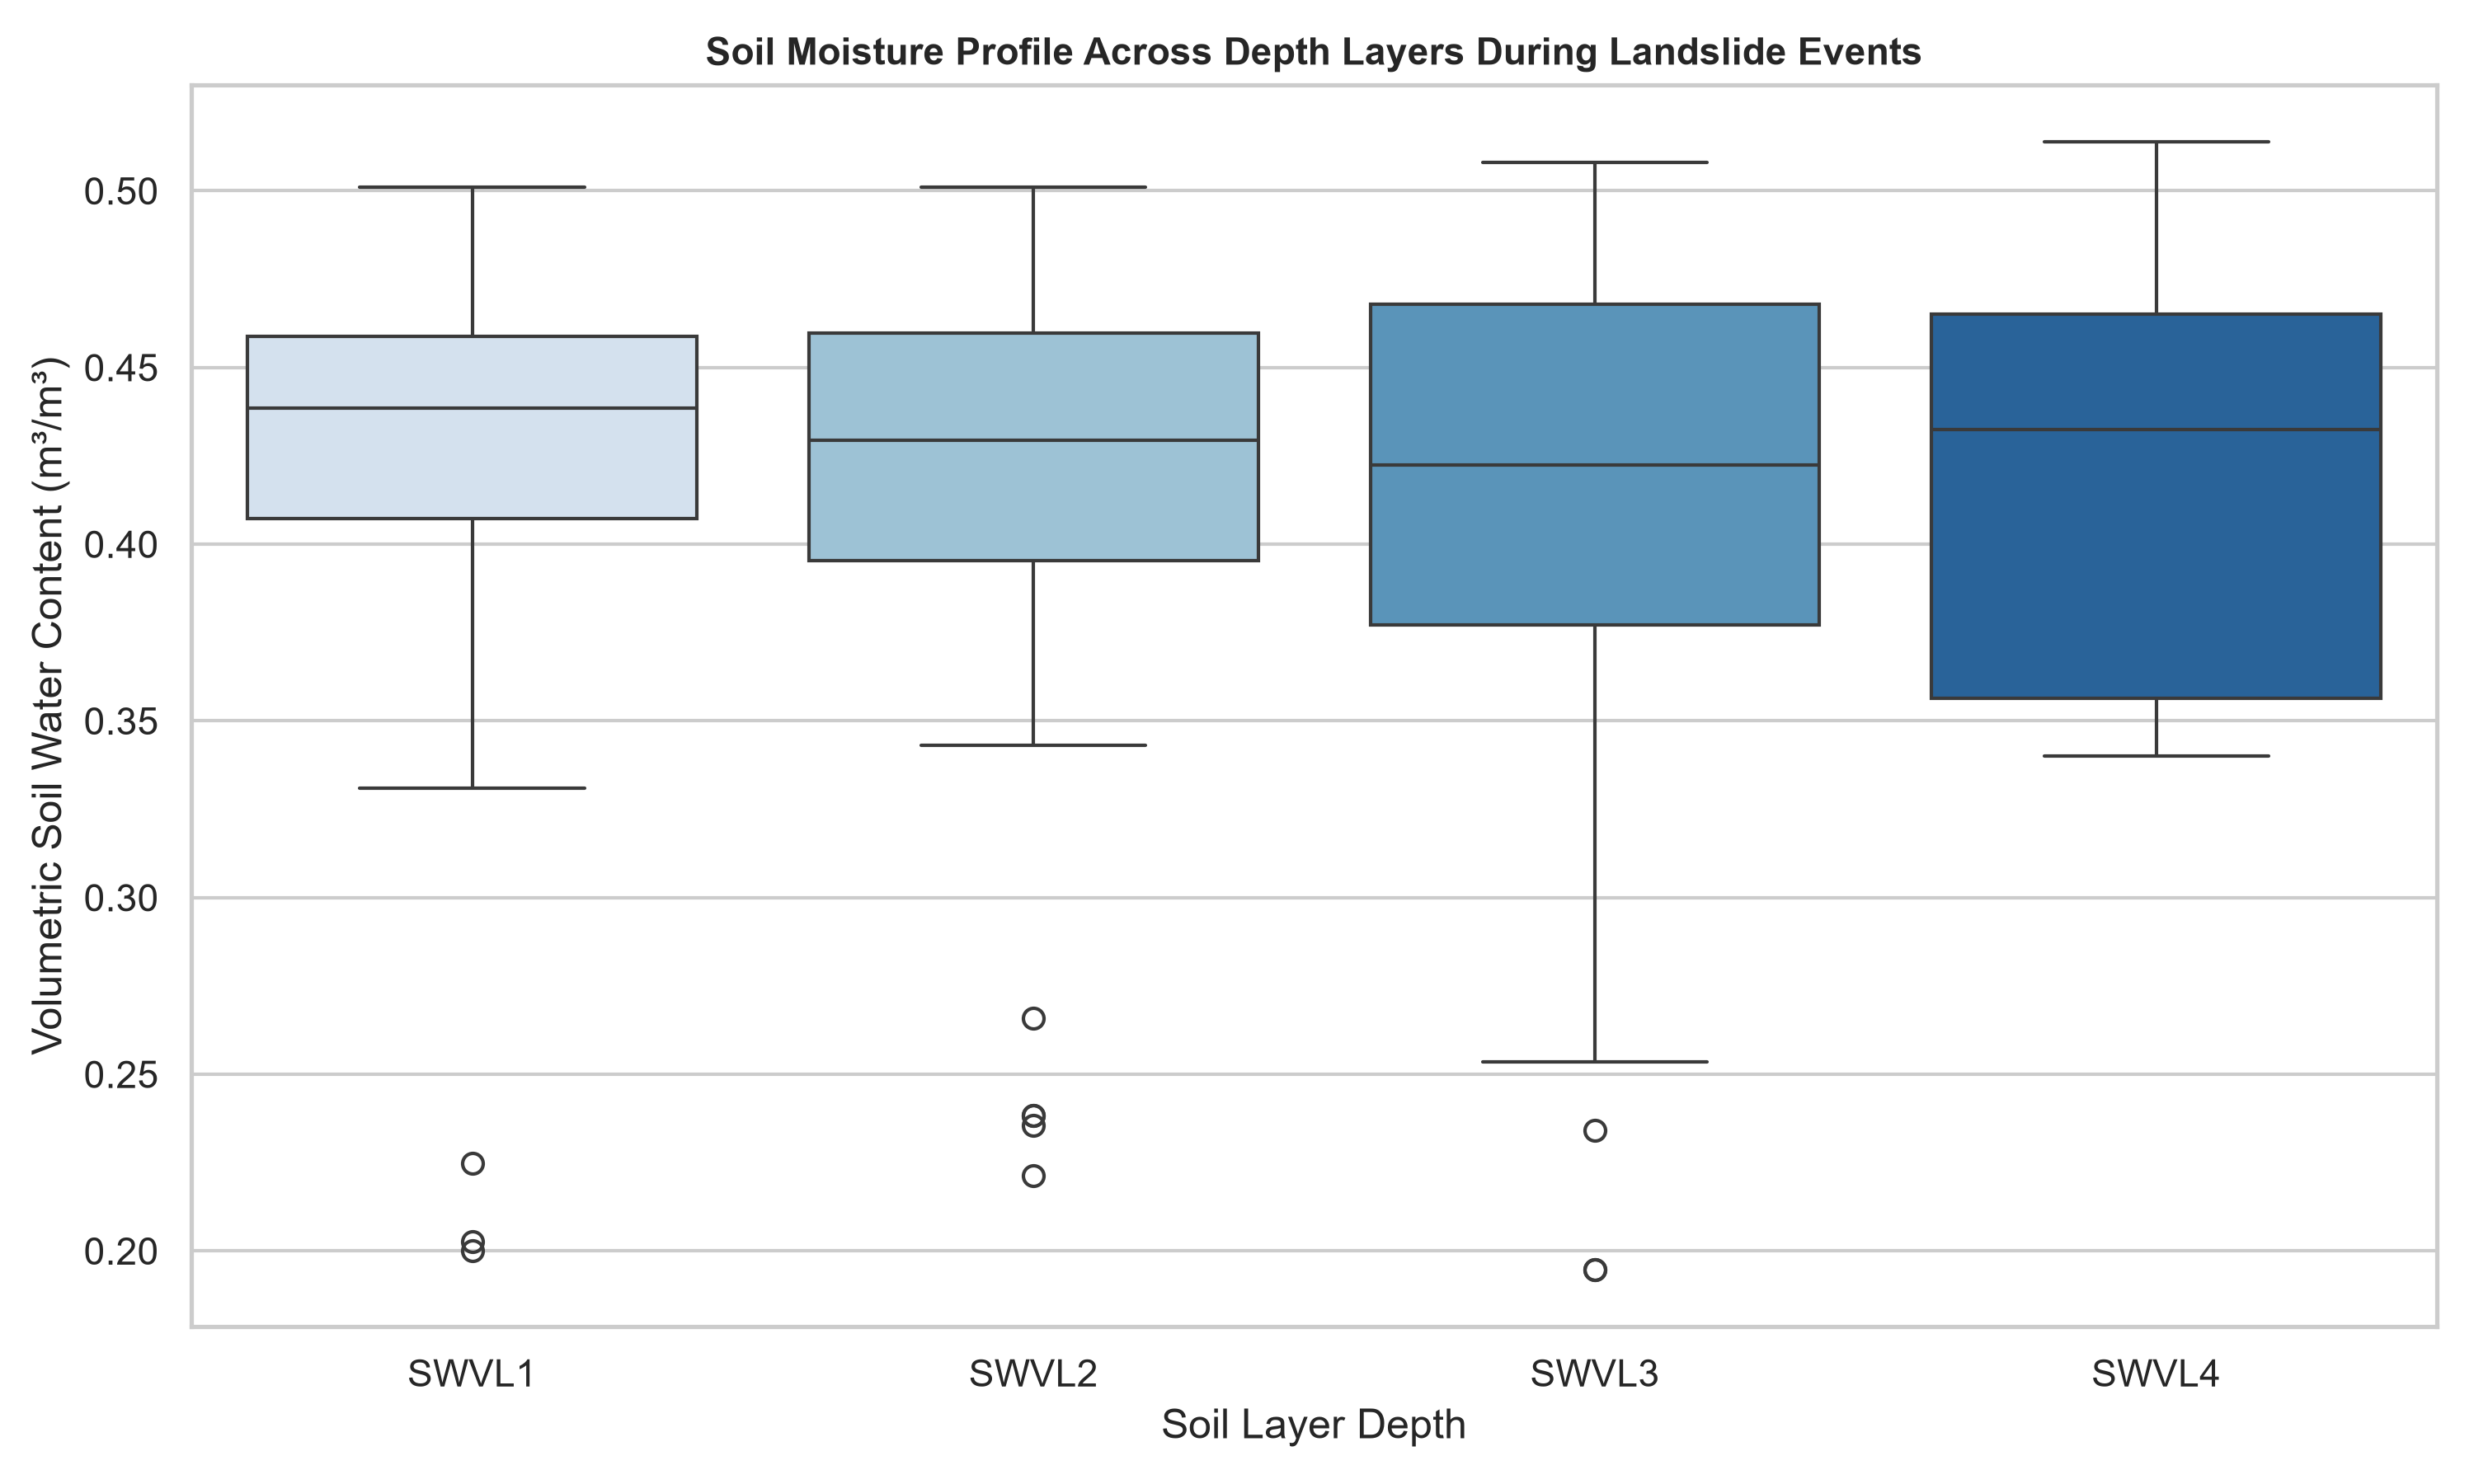 Soil Moisture Profile Across Depth Layers During Landslide Events
Volumetric Soil Water Content (m³/m³)
0.50
0.45
0.40
0.35
0.30
0.25
0.20
SWVL1 SWVL2 SWVL3 SWVL4
Soil Layer Depth